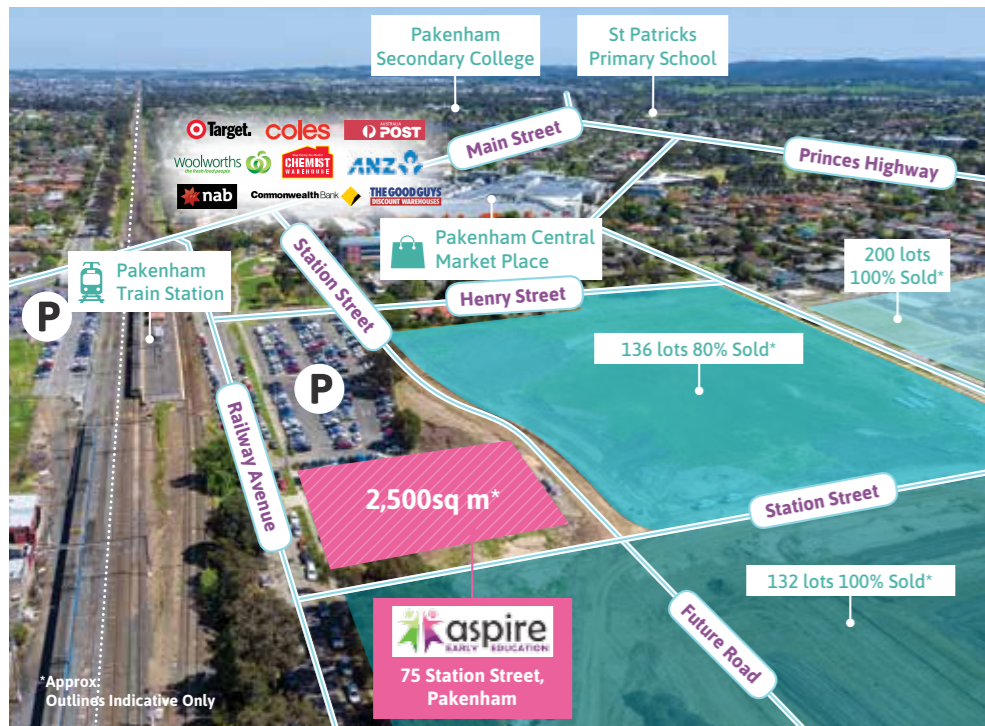 Pakenham
Secondary College
St Patricks
Primary School
Target.
coles
AUSTRALIA
POST
Main Street
Princes Highway
Woolworths
the fresh food people
CHEMIST
WAREHOUSE
ANZ
nab
CommonwealthBank
THE GOOD GUYS
DISCOUNT WAREHOUSES
Station Street
Pakenham Central
Market Place
200 lots
100% Sold*
Pakenham
Train Station
Henry Street
P
136 lots 80% Sold*
P
Railway Avenue
2,500sq m*
Station Street
132 lots 100% Sold*
aspire
EARLY EDUCATION
75 Station Street,
Pakenham
Future Road
*Approx.
Outlines Indicative Only